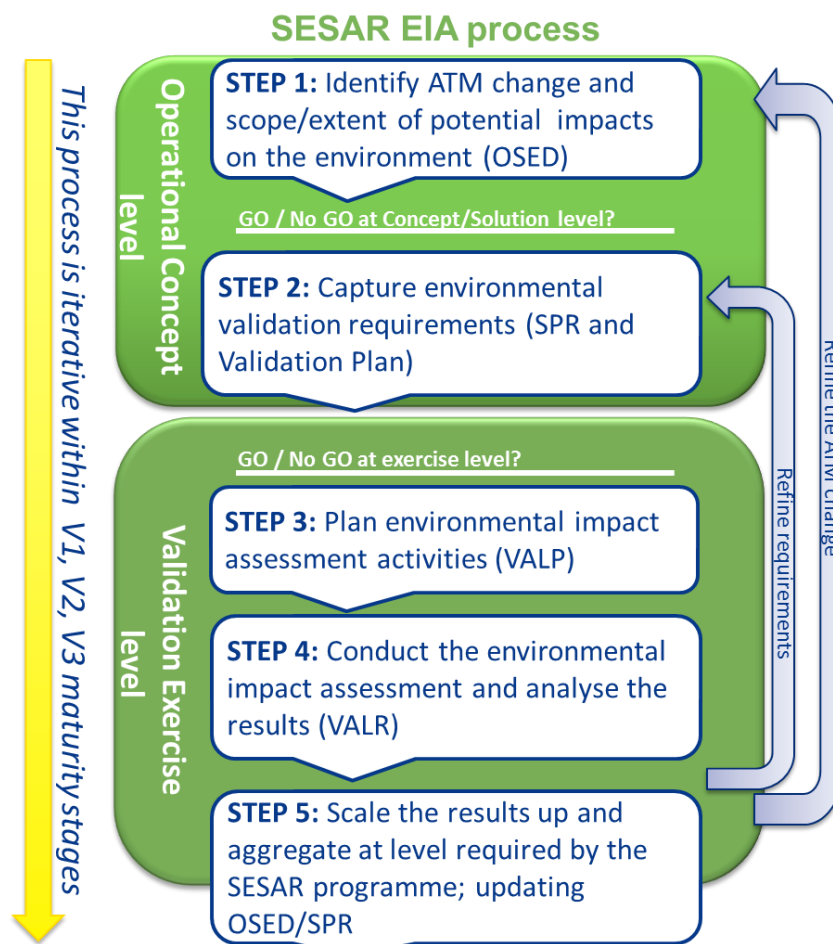 SESAR EIA process
This process is iterative within V1, V2, V3 maturity stages
Operational Concept
level
STEP 1: Identify ATM change and
scope/extent of potential impacts
on the environment (OSED)
GO / No GO at Concept/Solution level?
STEP 2: Capture environmental
validation requirements (SPR and
Validation Plan)
Validation Exercise
level
GO / No GO at exercise level?
STEP 3: Plan environmental impact
assessment activities (VALP)
STEP 4: Conduct the environmental
impact assessment and analyse the
results (VALR)
STEP 5: Scale the results up and
aggregate at level required by the
SESAR programme; updating
OSED/SPR
Refine requirements
Refine the ATM change